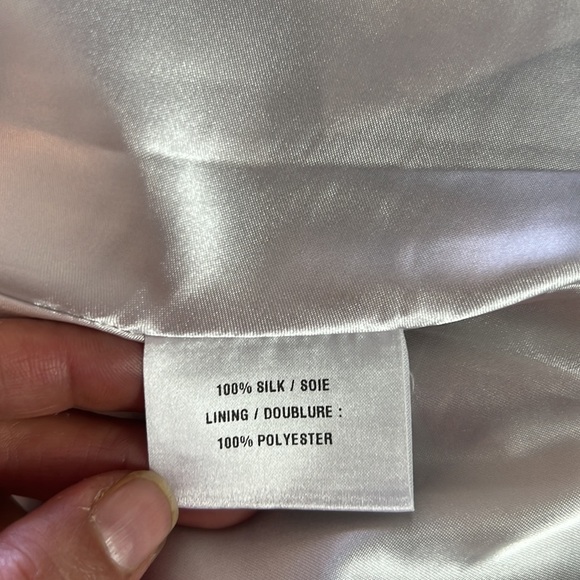 100% SILK / SOIE
LINING / DOUBLURE :
100% POLYESTER